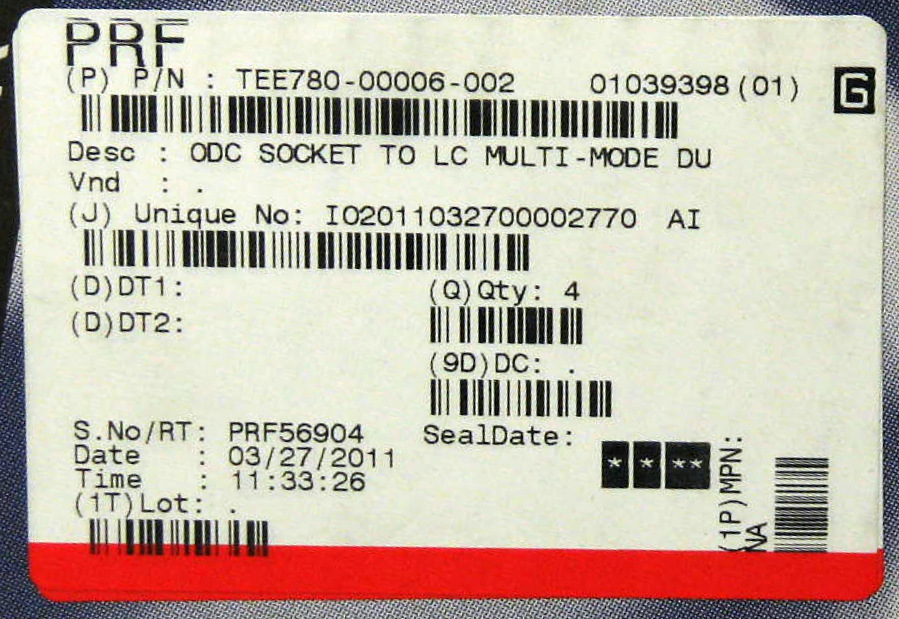 PRF
(P) P/N : TEE780-00006-002 01039398(01)
G
Desc : ODC SOCKET TO LC MULTI-MODE DU
Vnd : .
(J) Unique No: IO2011032700002770 AI
(D)DT1:
(Q)Qty: 4
(D)DT2:
(9D)DC: .
S.No/RT: PRF56904
SealDate:
Date : 03/27/2011
Time : 11:33:26
(1T)Lot: .
* * **
(1P)MPN:
NA